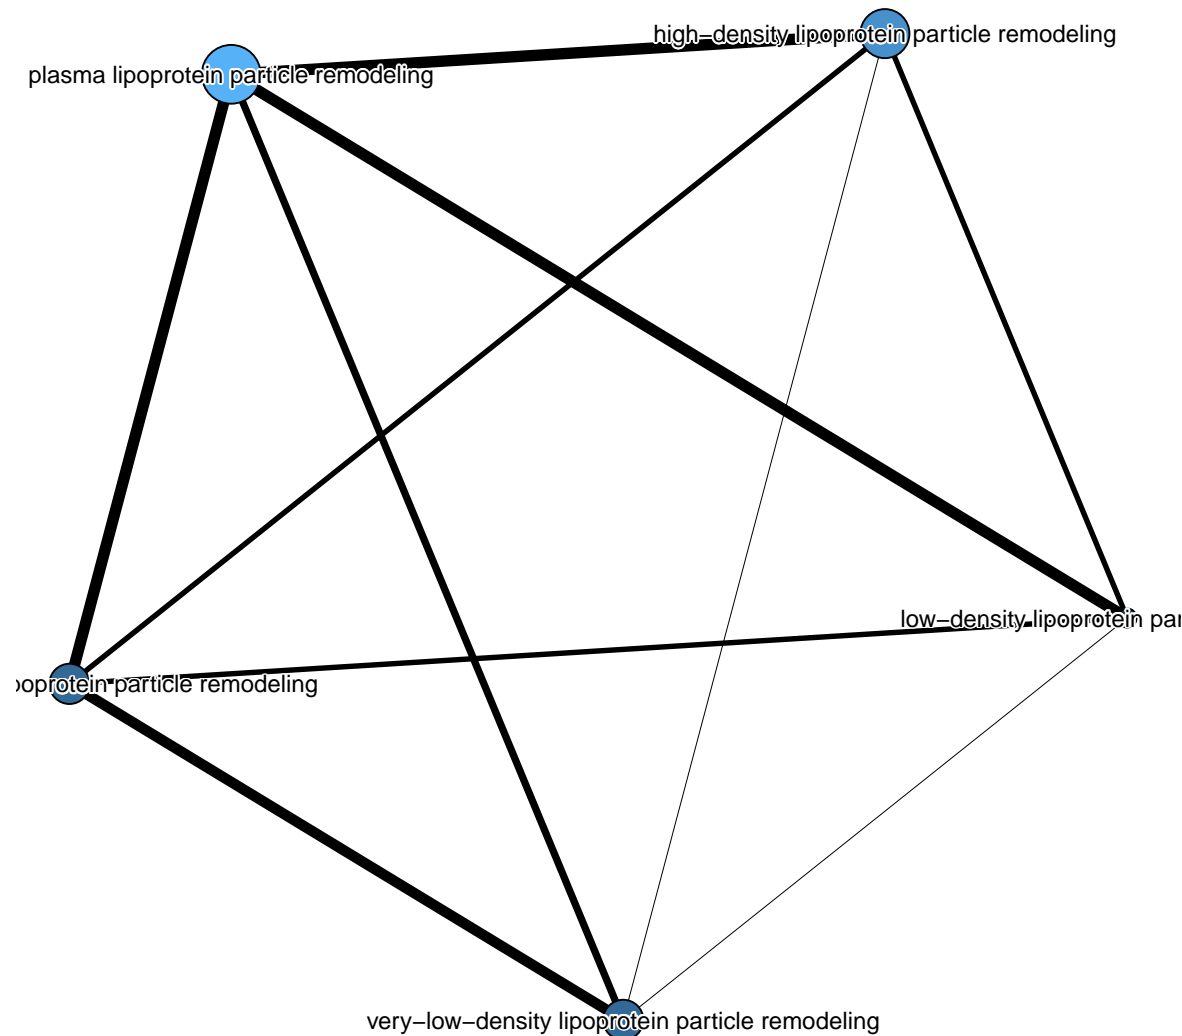 high−density lipoprotein particle remodeling
plasma lipoprotein particle remodeling
low−density lipoprotein par
poprotein particle remodeling
very−low−density lipoprotein particle remodeling